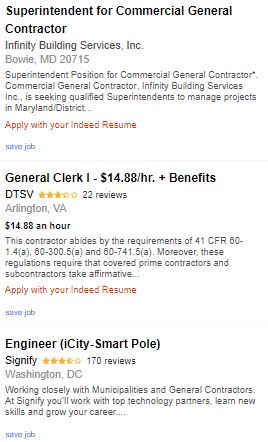 Superintendent for Commercial General
Contractor
Infinity Building Services, Inc.
Bowie, MD 20715
Superintendent Position for Commercial General Contractor*.
Commercial General Contractor, Infinity Building Services
Inc., is seeking qualified Superintendents to manage projects
in Maryland/District...
Apply with your Indeed Resume
save job
General Clerk I - $14.88/hr. + Benefits
DTSV 22 reviews
Arlington, VA
$14.88 an hour
This contractor abides by the requirements of 41 CFR 60-
1.4(a), 60-300.5(a) and 60-741.5(a). Moreover, these
regulations require that covered prime contractors and
subcontractors take affirmative...
Apply with your Indeed Resume
save job
Engineer (iCity-Smart Pole)
Signify 170 reviews
Washington, DC
Working closely with Municipalities and General Contractors.
At Signify you'll work with top technology partners, learn new
skills and grow your career....
save job